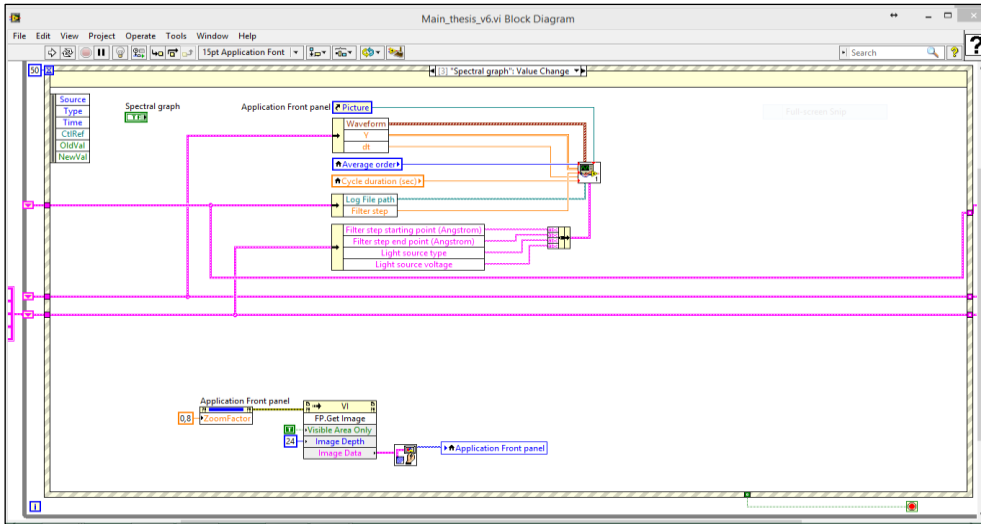 Main_thesis_v6.vi Block Diagram
File Edit View Project Operate Tools Window Help
15pt Application Font
Search
50
[3] "Spectral graph": Value Change
Source
Type
Time
CtlRef
OldVal
NewVal
Spectral graph
TF
Application Front panel
Picture
Full-screen Snip
Waveform
Y
dt
Average order
Cycle duration (sec)
Log File path
Filter step
Filter step starting point (Angstrom)
Filter step end point (Angstrom)
Light source type
Light source voltage
Application Front panel
0,8
ZoomFactor
VI
FP.Get Image
T
Visible Area Only
24
Image Depth
Image Data
Application Front panel
i